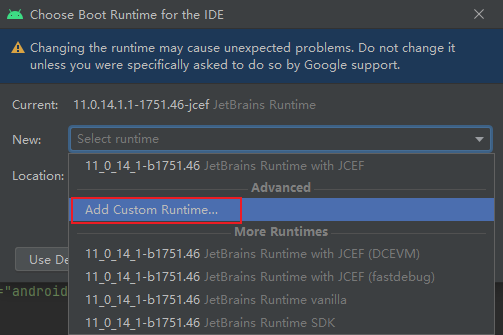 Choose Boot Runtime for the IDE
Changing the runtime may cause unexpected problems. Do not change it
unless you were specifically asked to do so by Google support.
Current: 11.0.14.1.1-1751.46-jcef JetBrains Runtime
New: Select runtime
11_0_14_1-b1751.46 JetBrains Runtime with JCEF
Location:
Advanced
Add Custom Runtime...
More Runtimes
11_0_14_1-b1751.46 JetBrains Runtime with JCEF (DCEVM)
Use De
11_0_14_1-b1751.46 JetBrains Runtime with JCEF (fastdebug)
="android
11_0_14_1-b1751.46 JetBrains Runtime vanilla
11_0_14_1-b1751.46 JetBrains Runtime SDK